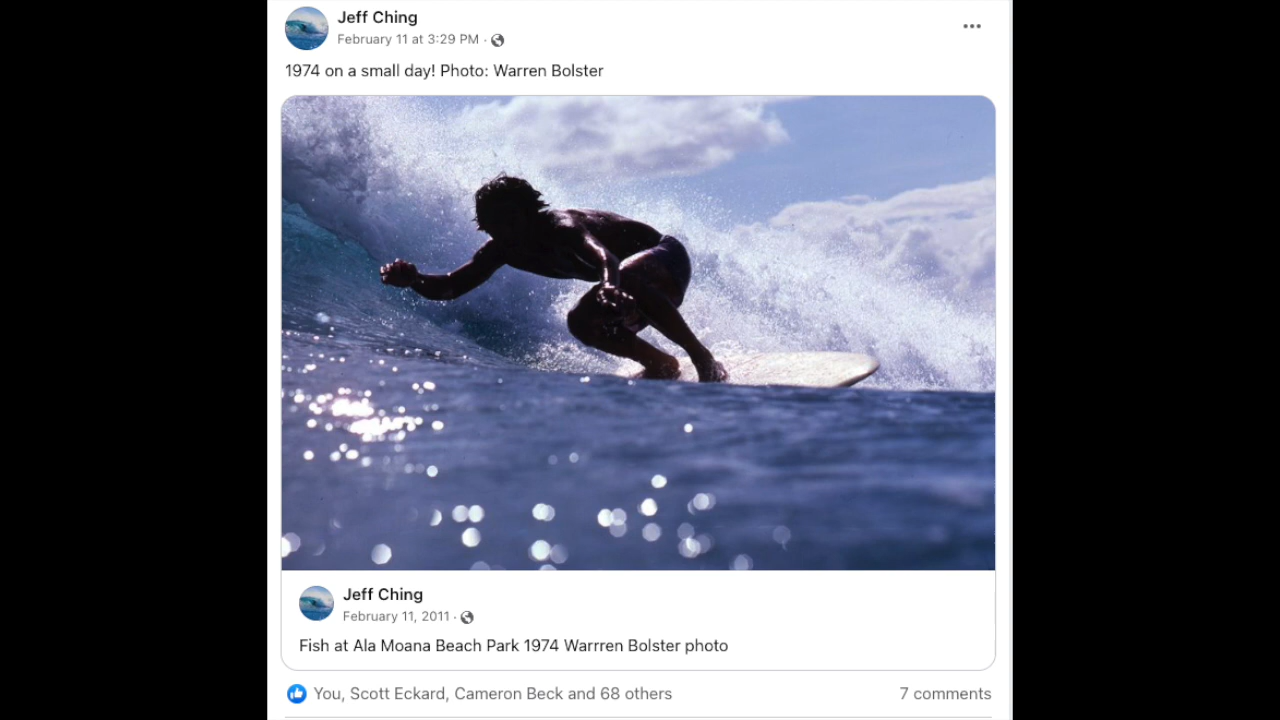 Jeff Ching
February 11 at 3:29 PM ·
1974 on a small day! Photo: Warren Bolster
Jeff Ching
February 11, 2011 ·
Fish at Ala Moana Beach Park 1974 Warrren Bolster photo
You, Scott Eckard, Cameron Beck and 68 others
7 comments